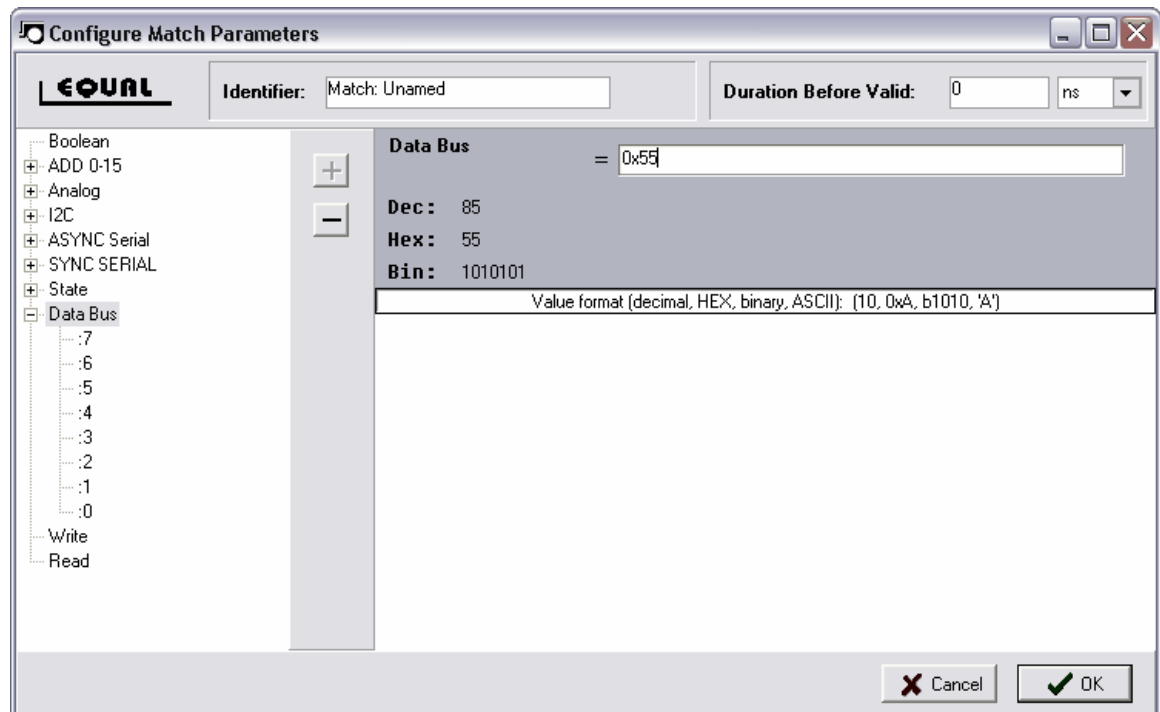 Configure Match Parameters
EQUAL
Identifier: Match: Unnamed
Duration Before Valid: 0 ns
Boolean
ADD 0-15
Analog
I2C
ASYNC Serial
SYNC SERIAL
State
Data Bus
:7
:6
:5
:4
:3
:2
:1
:0
Write
Read
+
−
Data Bus = 0x55
Dec: 85
Hex: 55
Bin: 1010101
Value format (decimal, HEX, binary, ASCII): (10, 0xA, b1010, 'A')
Cancel OK